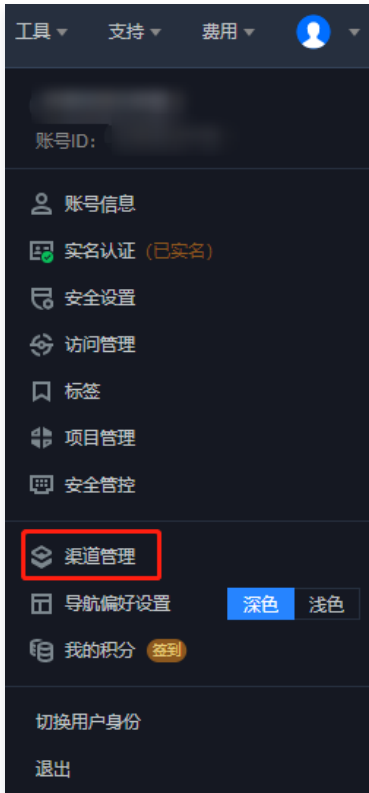 工具 支持 费用
账号ID：
账号信息
实名认证（已实名）
安全设置
访问管理
标签
项目管理
安全管控
渠道管理
导航偏好设置 深色 浅色
我的积分 签到
切换用户身份
退出